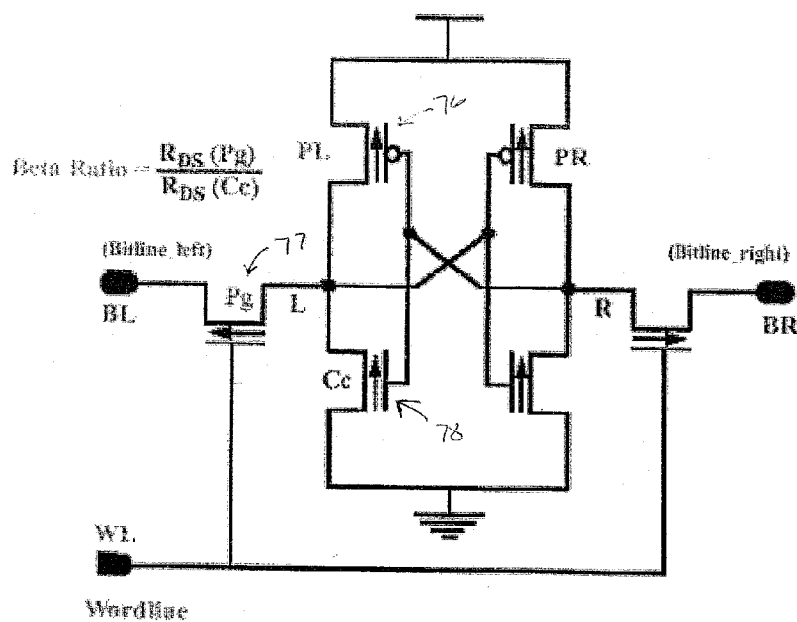 76
PL
PR
Beta Ratio = R_DS (Pg) / R_DS (Cc)
(Bitline_left)
77
(Bitline_right)
BL
Pg
L
R
BR
Cc
78
WL
Wordline